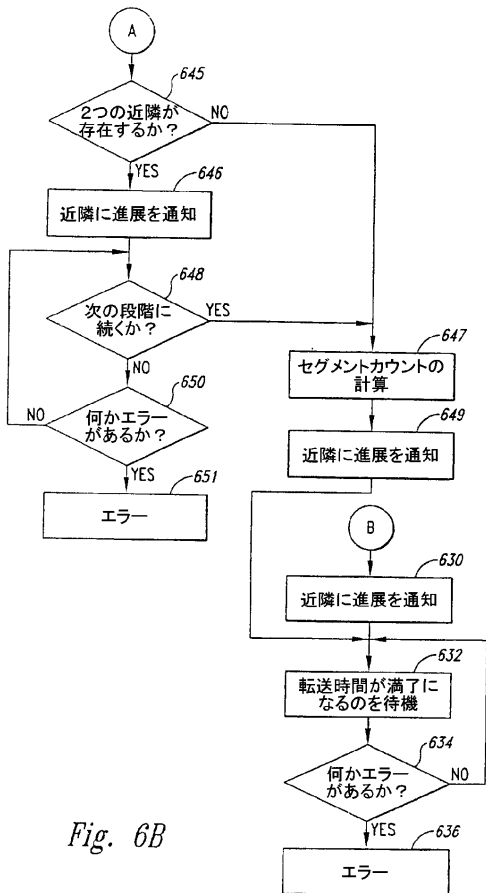 A
645
2つの近隣が
存在するか?
NO
YES
646
近隣に進展を通知
648
次の段階に
続くか?
YES
NO
650
何かエラー
があるか?
NO
YES
651
エラー
647
セグメントカウントの
計算
649
近隣に進展を通知
B
630
近隣に進展を通知
632
転送時間が満了に
なるのを待機
634
何かエラー
があるか?
NO
YES
636
エラー
Fig. 6B